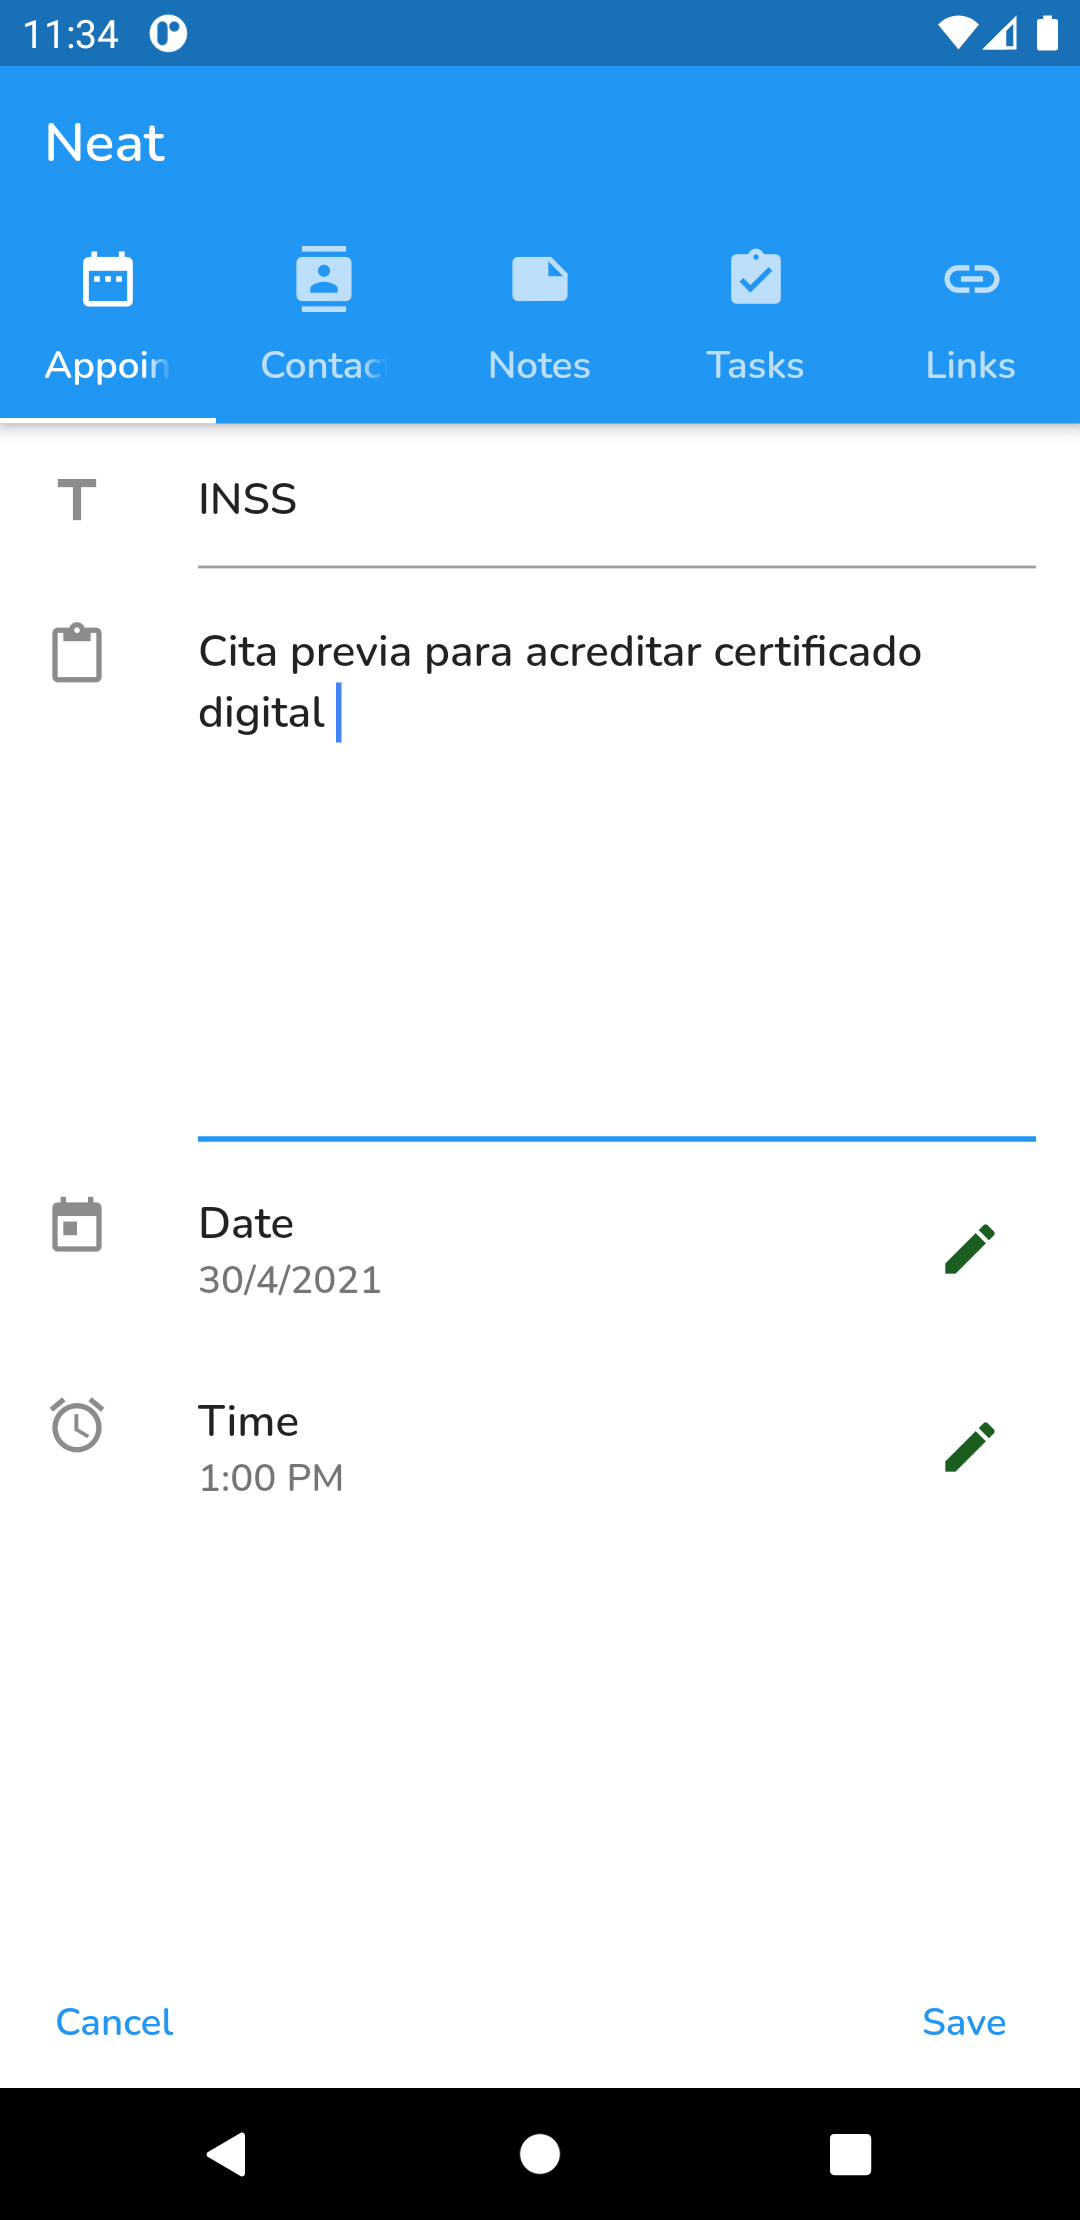 11:34
Neat
Appoin
Contac
Notes
Tasks
Links
INSS
Cita previa para acreditar certificado
digital
Date
30/4/2021
Time
1:00 PM
Cancel
Save